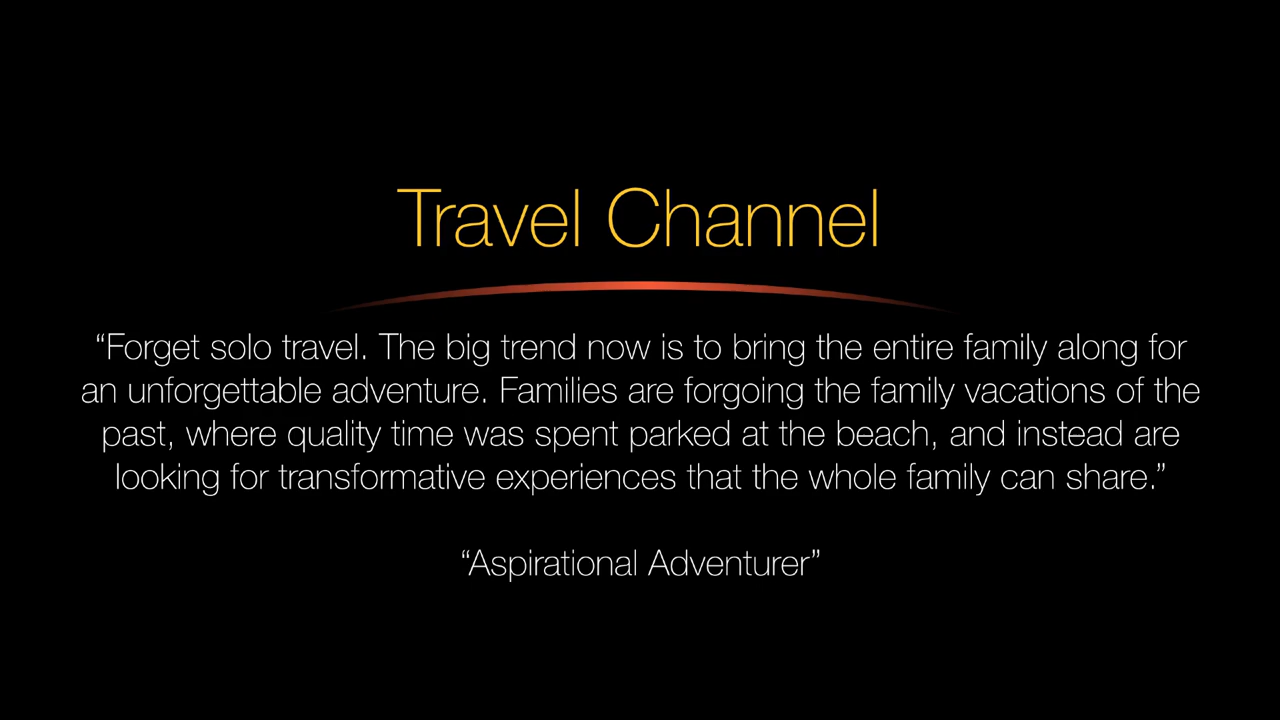 Travel Channel
“Forget solo travel. The big trend now is to bring the entire family along for
an unforgettable adventure. Families are forgoing the family vacations of the
past, where quality time was spent parked at the beach, and instead are
looking for transformative experiences that the whole family can share.”
“Aspirational Adventurer”